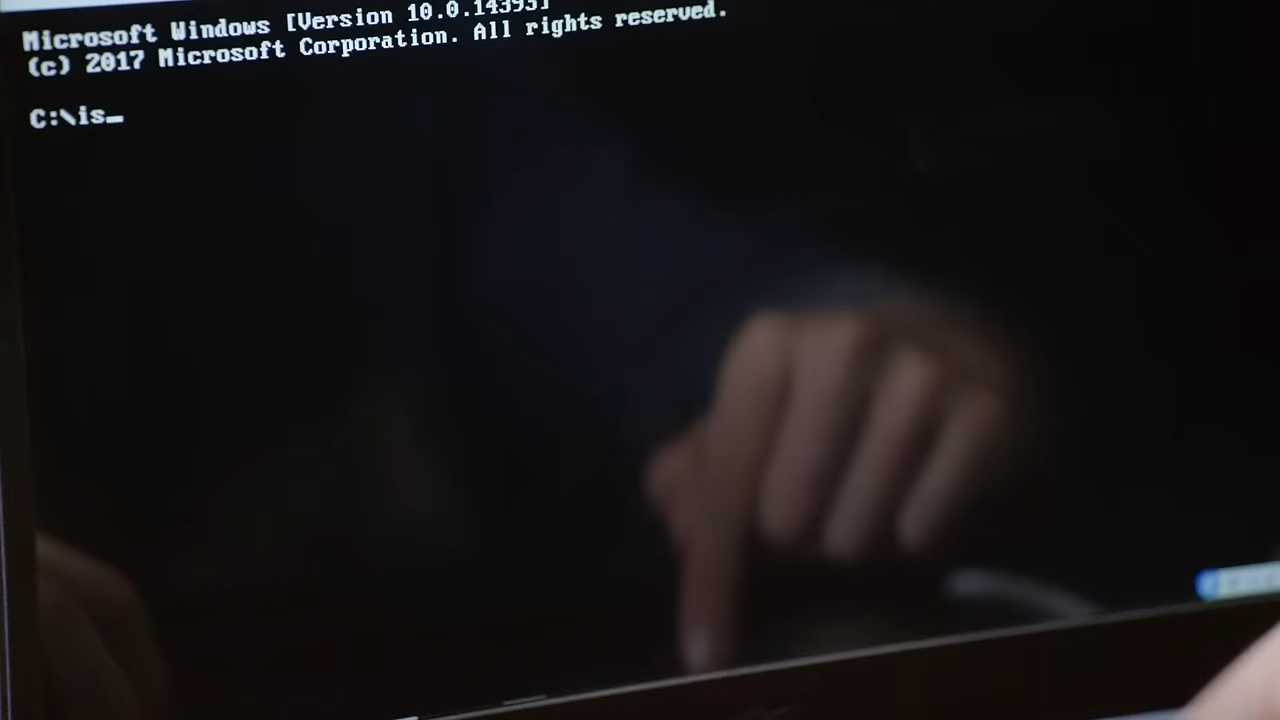 Microsoft Windows [Version 10.0.14393]
(c) 2017 Microsoft Corporation. All rights reserved.
C:\is_